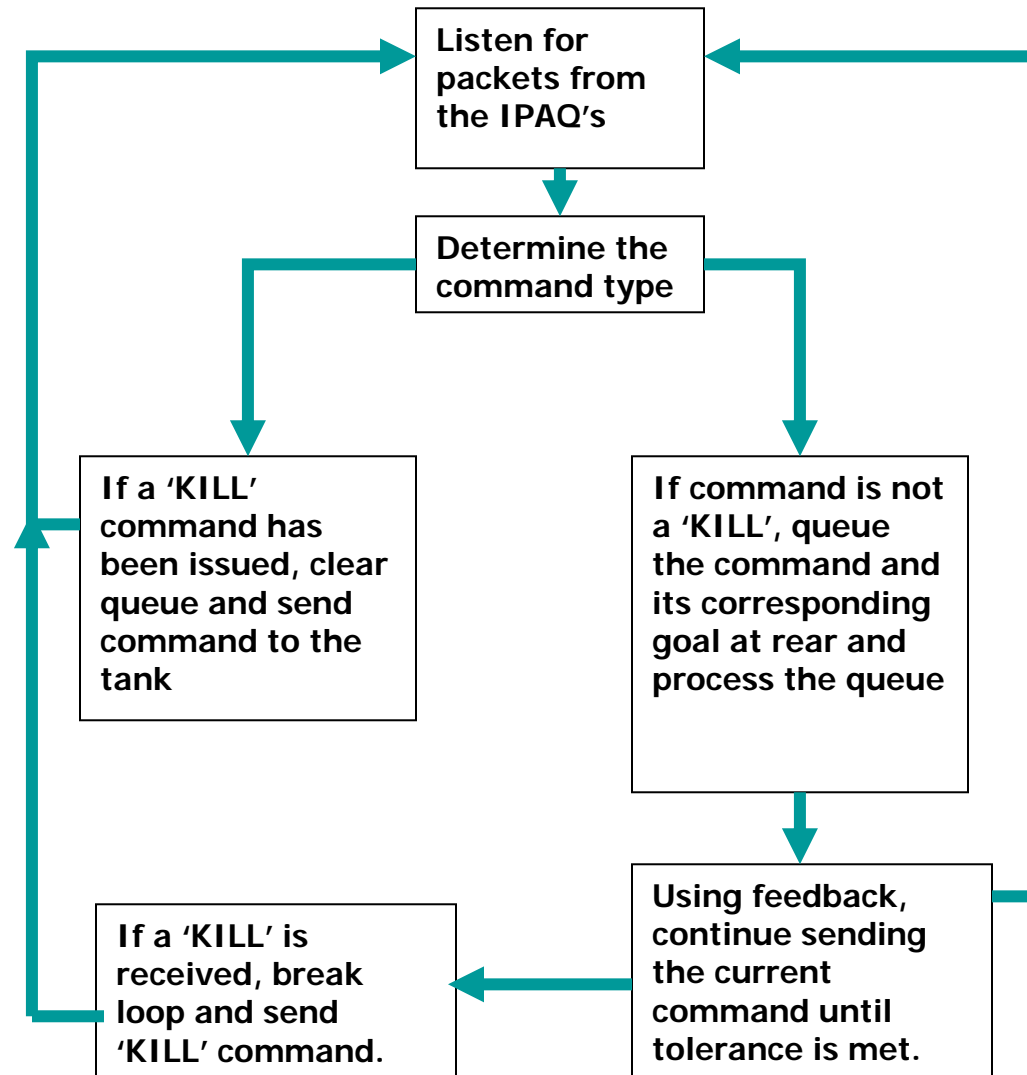 Listen for
packets from
the IPAQ's
Determine the
command type
If a ‘KILL’
command has
been issued, clear
queue and send
command to the
tank
If command is not
a ‘KILL’, queue
the command and
its corresponding
goal at rear and
process the queue
Using feedback,
continue sending
the current
command until
tolerance is met.
If a ‘KILL’ is
received, break
loop and send
‘KILL’ command.